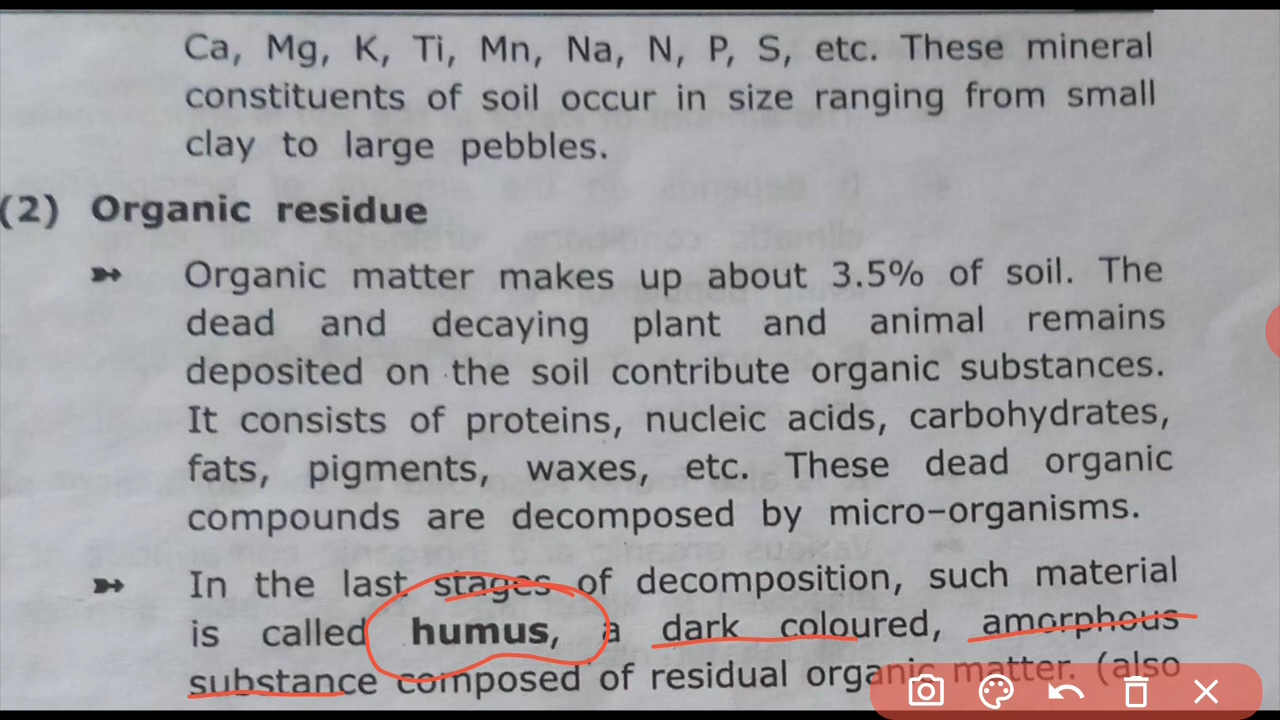 Ca, Mg, K, Ti, Mn, Na, N, P, S, etc. These mineral
constituents of soil occur in size ranging from small
clay to large pebbles.
(2) Organic residue
➳ Organic matter makes up about 3.5% of soil. The
dead and decaying plant and animal remains
deposited on the soil contribute organic substances.
It consists of proteins, nucleic acids, carbohydrates,
fats, pigments, waxes, etc. These dead organic
compounds are decomposed by micro-organisms.
➳ In the last stages of decomposition, such material
is called humus, a dark coloured, amorphous
substance composed of residual organic matter. (also